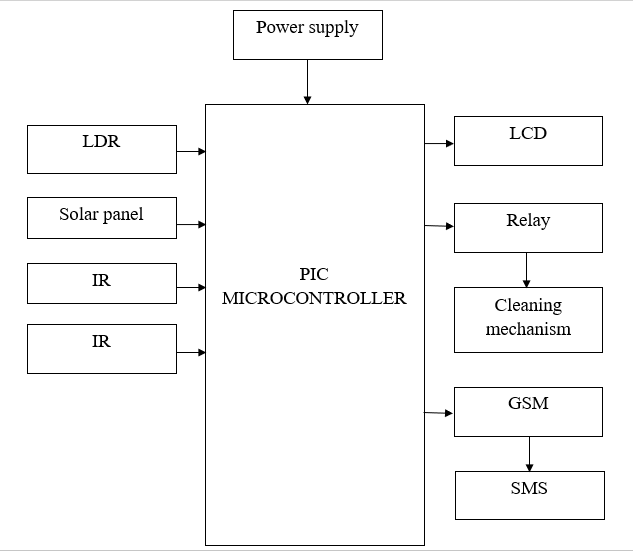 Power supply
LDR
Solar panel
IR
IR
PIC
MICROCONTROLLER
LCD
Relay
Cleaning
mechanism
GSM
SMS